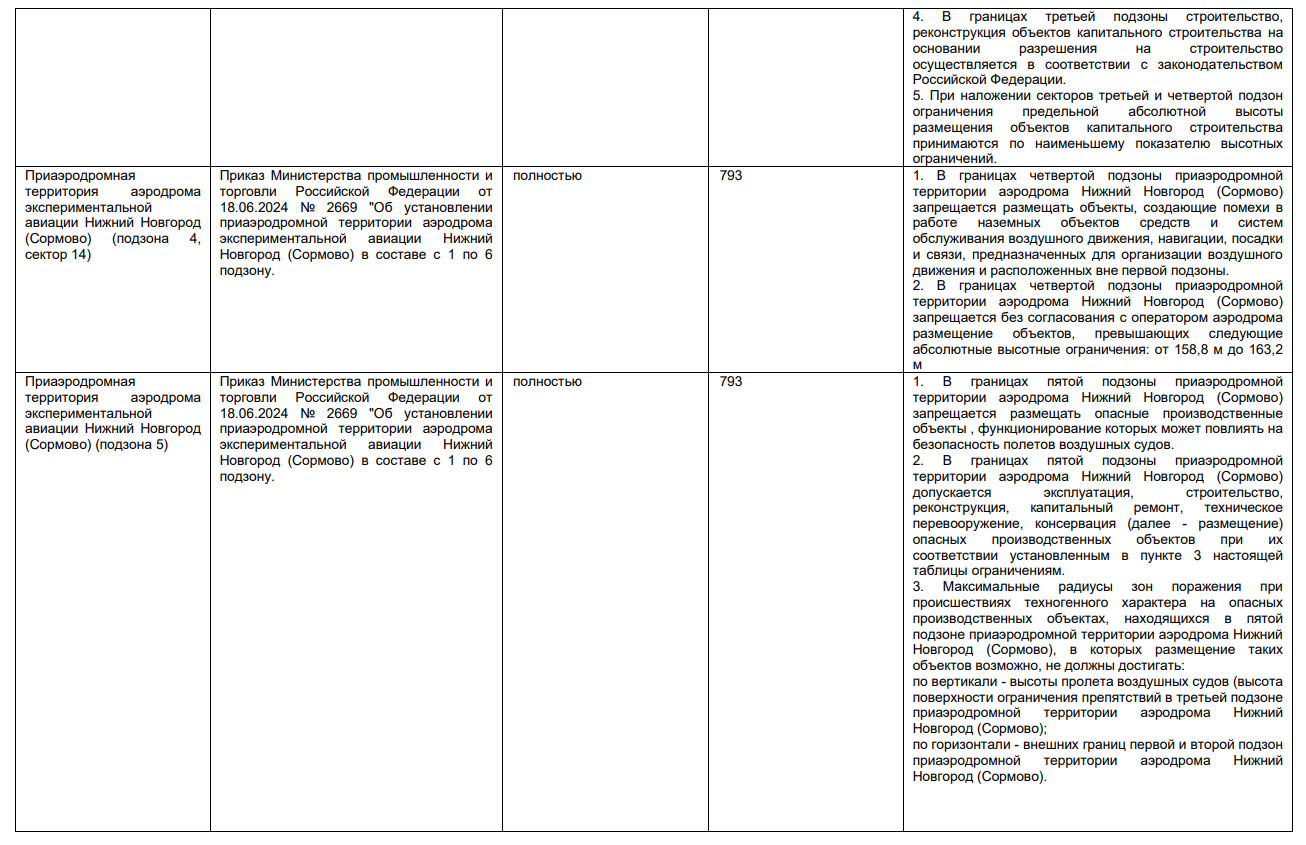 4. В границах третьей подзоны строительство,
реконструкция объектов капитального строительства на
основании разрешения на строительство
осуществляется в соответствии с законодательством
Российской Федерации.
5. При наложении секторов третьей и четвертой подзон
ограничения предельной абсолютной высоты
размещения объектов капитального строительства
принимаются по наименьшему показателю высотных
ограничений.
Приаэродромная
территория аэродрома
экспериментальной
авиации Нижний Новгород
(Сормово) (подзона 4,
сектор 14)
Приказ Министерства промышленности и
торговли Российской Федерации от
18.06.2024 № 2669 "Об установлении
приаэродромной территории аэродрома
экспериментальной авиации Нижний
Новгород (Сормово) в составе с 1 по 6
подзону.
полностью
793
1. В границах четвертой подзоны приаэродромной
территории аэродрома Нижний Новгород (Сормово)
запрещается размещать объекты, создающие помехи в
работе наземных объектов средств и систем
обслуживания воздушного движения, навигации, посадки
и связи, предназначенных для организации воздушного
движения и расположенных вне первой подзоны.
2. В границах четвертой подзоны приаэродромной
территории аэродрома Нижний Новгород (Сормово)
запрещается без согласования с оператором аэродрома
размещение объектов, превышающих следующие
абсолютные высотные ограничения: от 158,8 м до 163,2
м
Приаэродромная
территория аэродрома
экспериментальной
авиации Нижний Новгород
(Сормово) (подзона 5)
Приказ Министерства промышленности и
торговли Российской Федерации от
18.06.2024 № 2669 "Об установлении
приаэродромной территории аэродрома
экспериментальной авиации Нижний
Новгород (Сормово) в составе с 1 по 6
подзону.
полностью
793
1. В границах пятой подзоны приаэродромной
территории аэродрома Нижний Новгород (Сормово)
запрещается размещать опасные производственные
объекты , функционирование которых может повлиять на
безопасность полетов воздушных судов.
2. В границах пятой подзоны приаэродромной
территории аэродрома Нижний Новгород (Сормово)
допускается эксплуатация, строительство,
реконструкция, капитальный ремонт, техническое
перевооружение, консервация (далее - размещение)
опасных производственных объектов при их
соответствии установленным в пункте 3 настоящей
таблицы ограничениям.
3. Максимальные радиусы зон поражения при
происшествиях техногенного характера на опасных
производственных объектах, находящихся в пятой
подзоне приаэродромной территории аэродрома Нижний
Новгород (Сормово), в которых размещение таких
объектов возможно, не должны достигать:
по вертикали - высоты пролета воздушных судов (высота
поверхности ограничения препятствий в третьей подзоне
приаэродромной территории аэродрома Нижний
Новгород (Сормово);
по горизонтали - внешних границ первой и второй подзон
приаэродромной территории аэродрома Нижний
Новгород (Сормово).